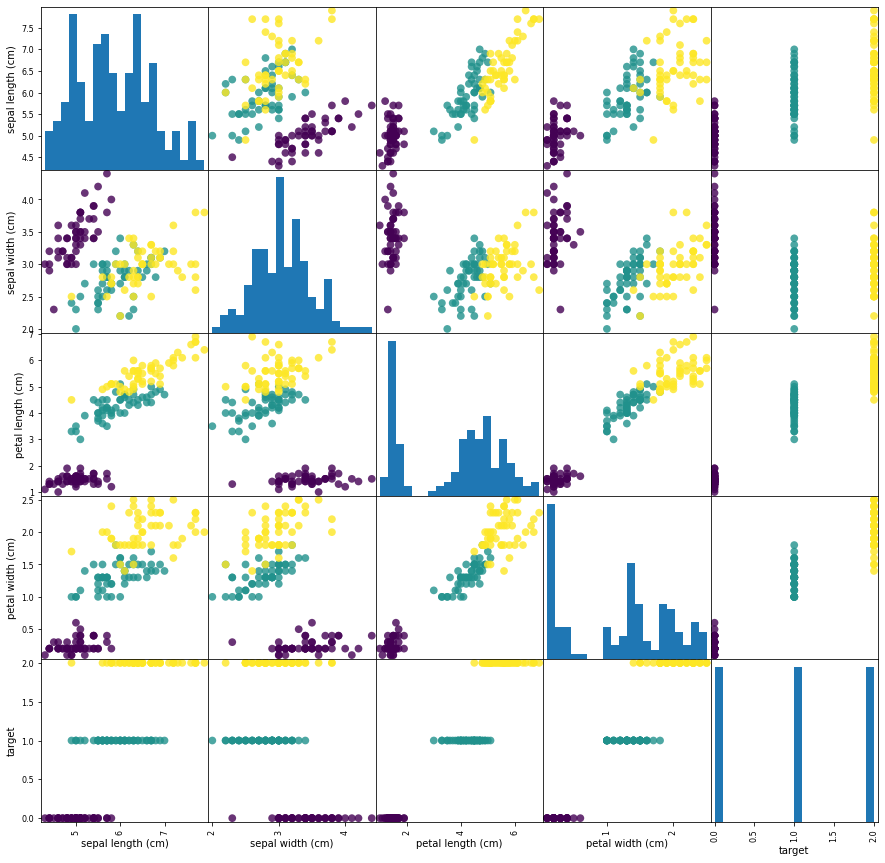 sepal length (cm)
7.5
7.0
6.5
6.0
5.5
5.0
4.5
sepal width (cm)
4.0
3.5
3.0
2.5
2.0
petal length (cm)
7
6
5
4
3
2
1
petal width (cm)
2.5
2.0
1.5
1.0
0.5
target
2.0
1.5
1.0
0.5
0.0
5 6 7
2 3 4
2 4 6
1 2
0.0 0.5 1.0 1.5 2.0
sepal length (cm)
sepal width (cm)
petal length (cm)
petal width (cm)
target